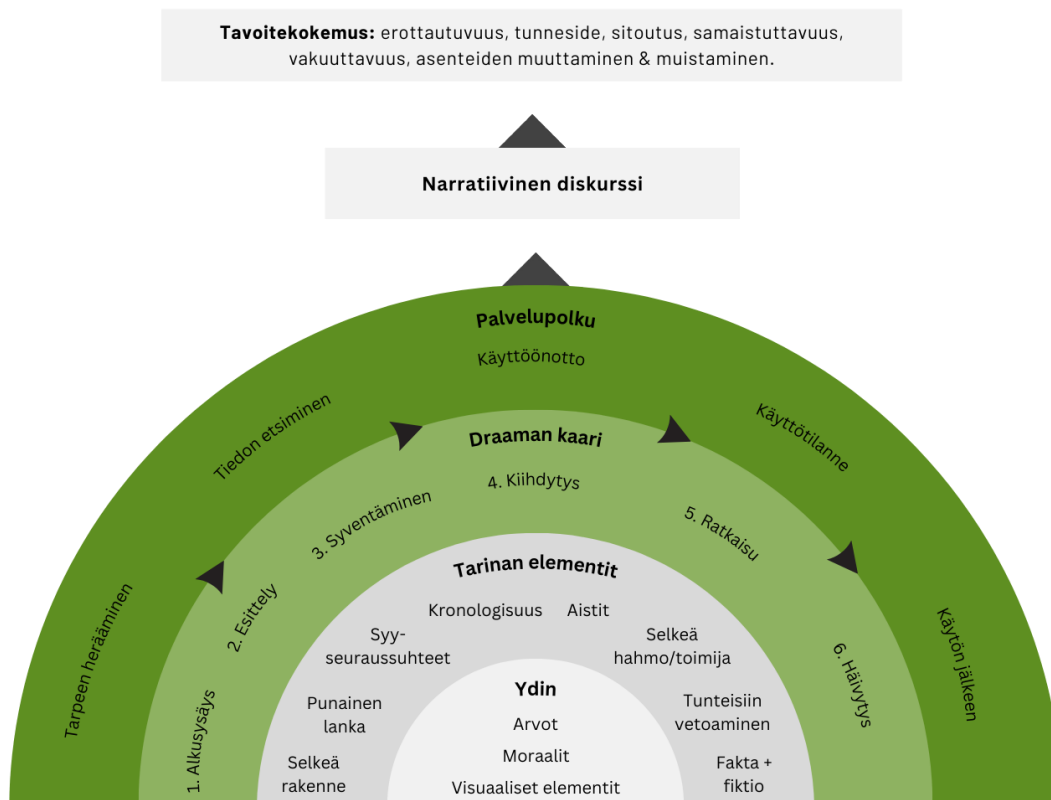 Tavoitekokemus: erottautuvuus, tunneside, sitoutus, samaistuttavuus,
vakuuttavuus, asenteiden muuttaminen & muistaminen.
Narratiivinen diskurssi
Palvelupolku
Tarpeen herääminen
Tiedon etsiminen
Käyttöönotto
Käyttötilanne
Käytön jälkeen
Draaman kaari
1. Alkusysäys
2. Esittely
3. Syventäminen
4. Kiihdytys
5. Ratkaisu
6. Häivytys
Tarinan elementit
Selkeä
rakenne
Punainen
lanka
Syy-
seuraussuhteet
Kronologisuus
Aistit
Selkeä
hahmo/toimija
Tunteisiin
vetoaminen
Fakta +
fiktio
Ydin
Arvot
Moraalit
Visuaaliset elementit